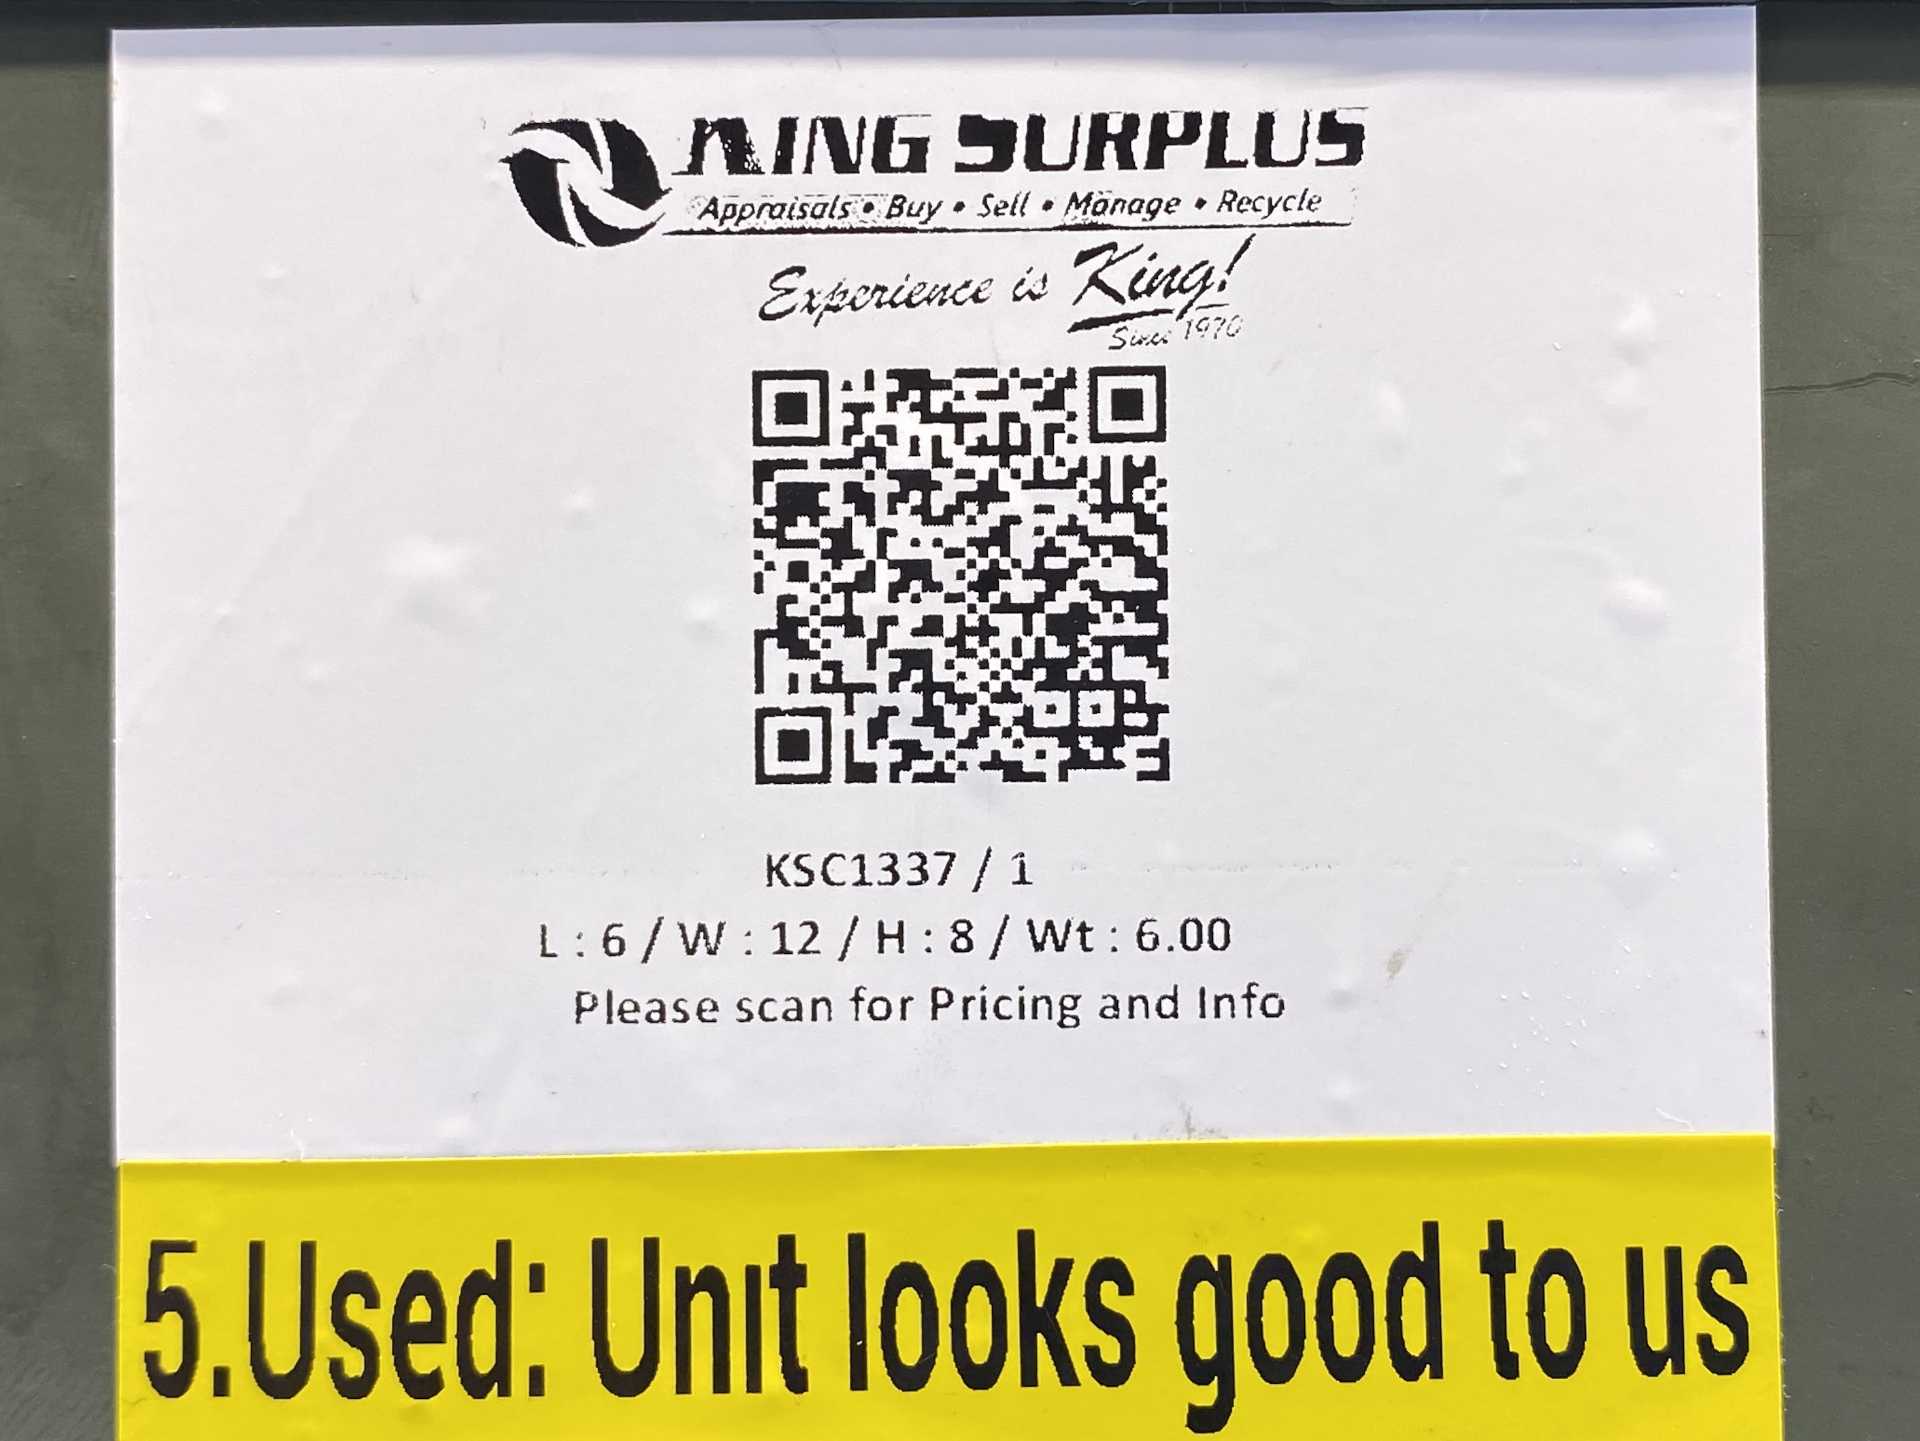 KING SURPLUS
Appraisals • Buy • Sell • Manage • Recycle
Experience is King!
Since 1970
KSC1337 / 1
L : 6 / W : 12 / H : 8 / Wt : 6.00
Please scan for Pricing and Info
5.Used: Unit looks good to us